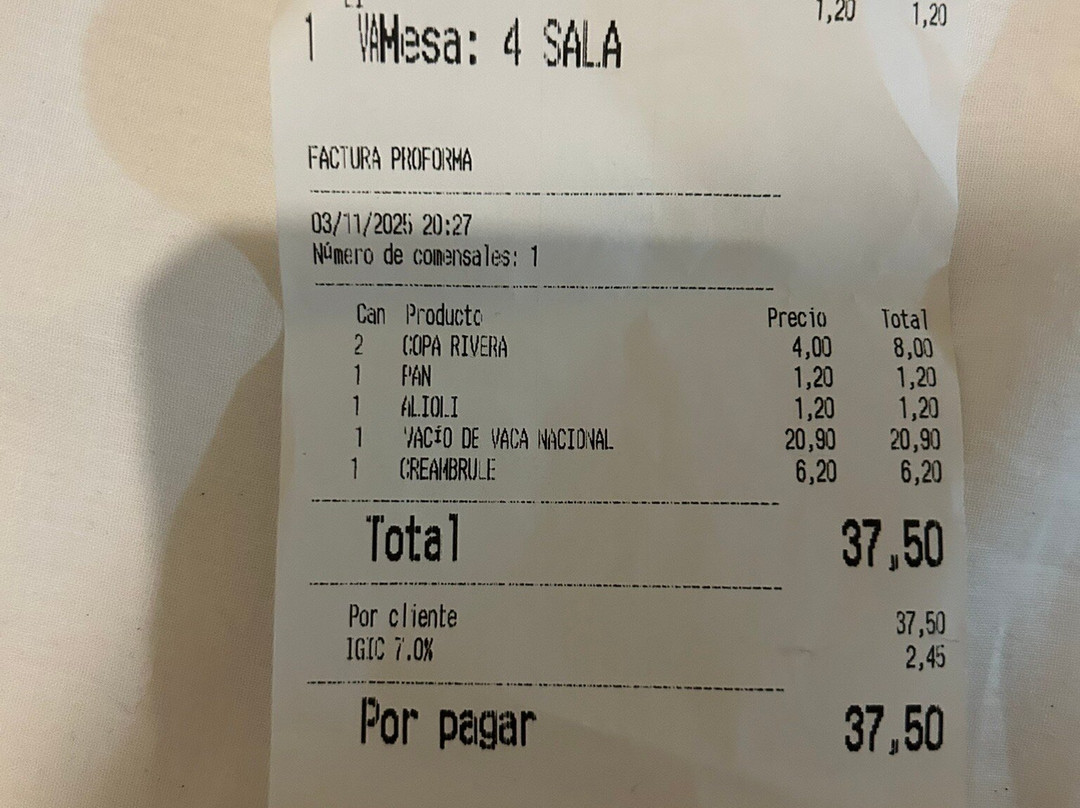 1,20 1,20
1 VAMesa: 4 SALA
FACTURA PROFORMA
03/11/2025 20:27
Número de comensales: 1
Can Producto Precio Total
2 COPA RIVERA 4,00 8,00
1 PAN 1,20 1,20
1 ALIOLI 1,20 1,20
1 VACÍO DE VACA NACIONAL 20,90 20,90
1 CREAMBRULE 6,20 6,20
Total 37,50
Por cliente 37,50
IGIC 7.0% 2,45
Por pagar 37,50